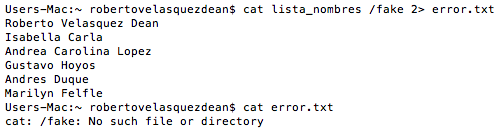 Users-Mac:~ robertovelasquezdean$ cat lista_nombres /fake 2> error.txt
Roberto Velasquez Dean
Isabella Carla
Andrea Carolina Lopez
Gustavo Hoyos
Andres Duque
Marilyn Felfle
Users-Mac:~ robertovelasquezdean$ cat error.txt
cat: /fake: No such file or directory